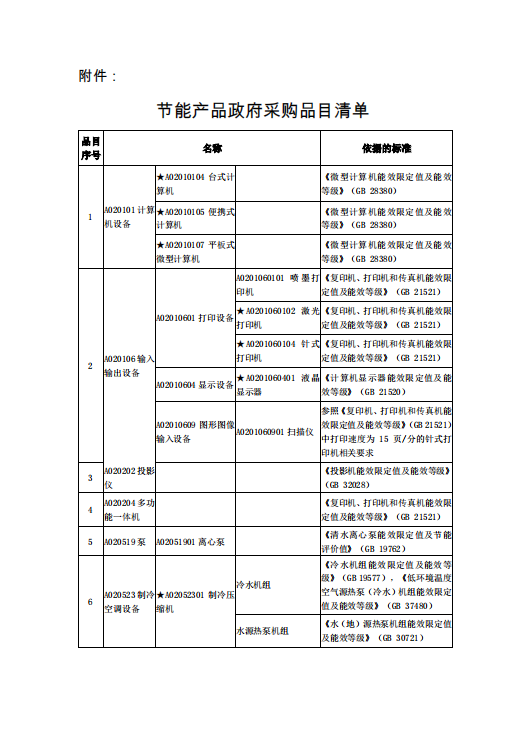 附件：
节能产品政府采购品目清单
品目
序号
名称
依据的标准
1
A020101 计算
机设备
★A02010104 台式计
算机
《微型计算机能效限定值及能效
等级》（GB 28380）
★A02010105 便携式
计算机
《微型计算机能效限定值及能效
等级》（GB 28380）
★A02010107 平板式
微型计算机
《微型计算机能效限定值及能效
等级》（GB 28380）
2
A020106 输入
输出设备
A02010601 打印设备
A0201060101 喷墨打
印机
《复印机、打印机和传真机能效限
定值及能效等级》（GB 21521）
★A0201060102 激光
打印机
《复印机、打印机和传真机能效限
定值及能效等级》（GB 21521）
★A0201060104 针式
打印机
《复印机、打印机和传真机能效限
定值及能效等级》（GB 21521）
A02010604 显示设备
★A0201060401 液晶
显示器
《计算机显示器能效限定值及能
效等级》（GB 21520）
A02010609 图形图像
输入设备
A0201060901 扫描仪
参照《复印机、打印机和传真机能
效限定值及能效等级》（GB 21521）
中打印速度为 15 页/分的针式打
印机相关要求
3
A020202 投影
仪
《投影机能效限定值及能效等级》
（GB 32028）
4
A020204 多功
能一体机
《复印机、打印机和传真机能效限
定值及能效等级》（GB 21521）
5
A020519 泵
A02051901 离心泵
《清水离心泵能效限定值及节能
评价值》（GB 19762）
6
A020523 制冷
空调设备
★A02052301 制冷压
缩机
冷水机组
《冷水机组能效限定值及能效等
级》（GB 19577），《低环境温度
空气源热泵（冷水）机组能效限定
值及能效等级》（GB 37480）
水源热泵机组
《水（地）源热泵机组能效限定值
及能效等级》（GB 30721）